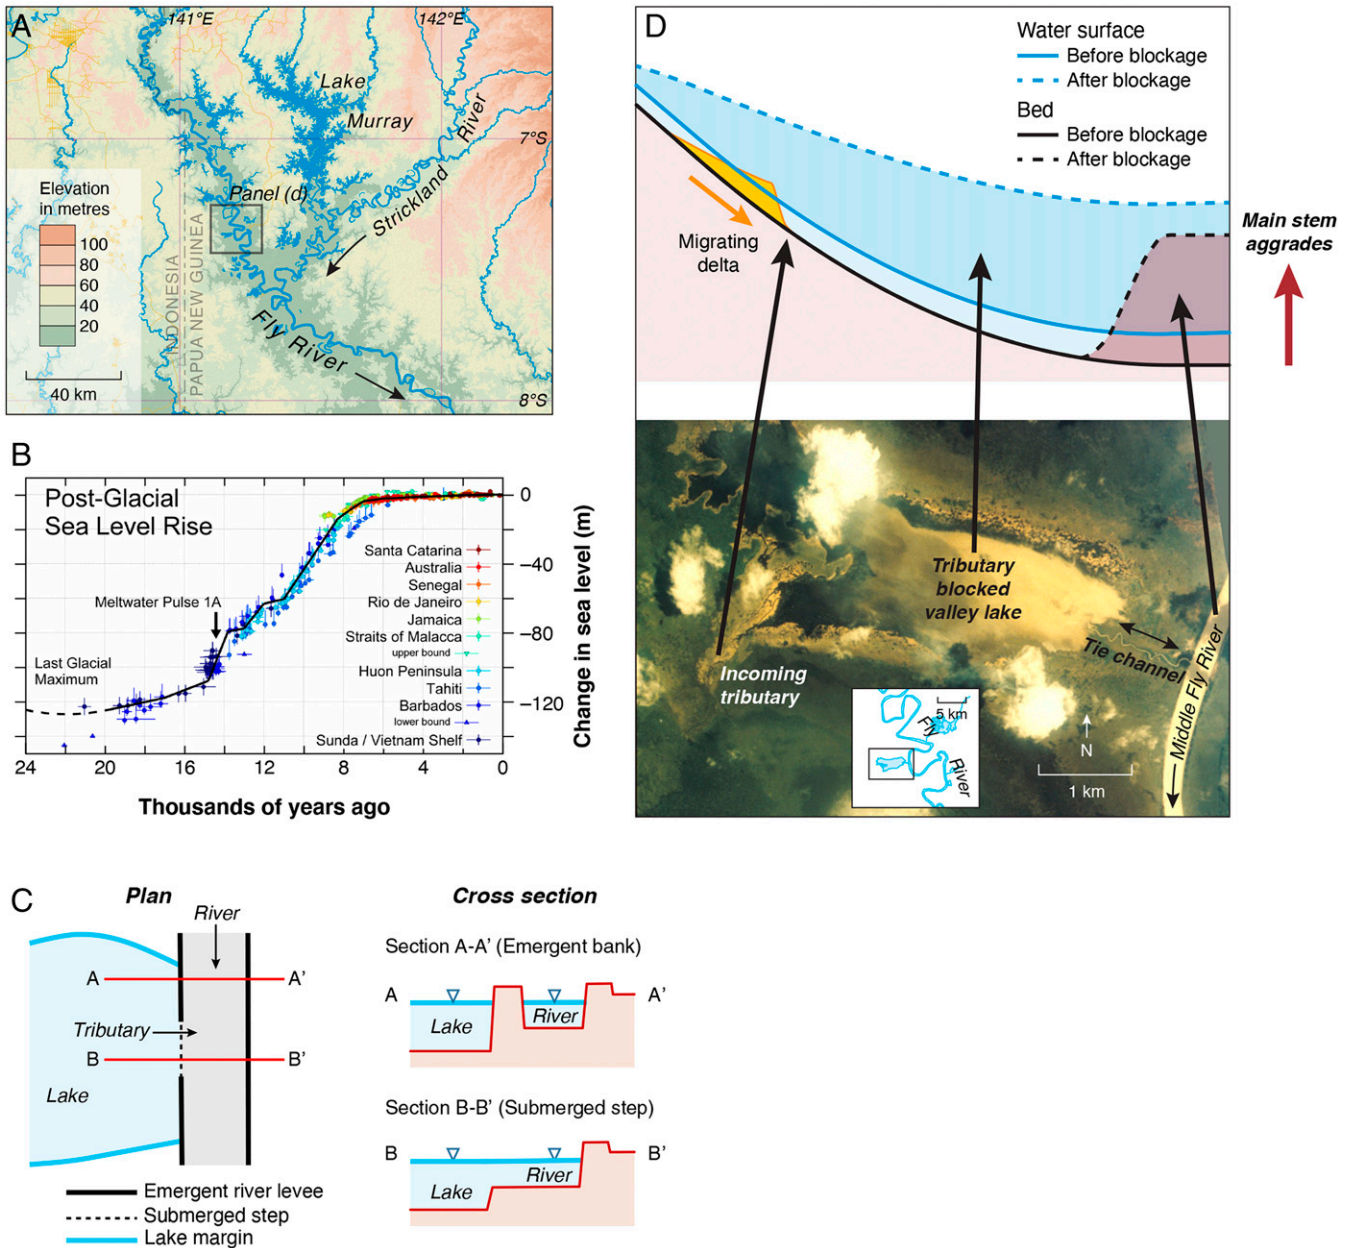 A
141°E
142°E
Lake
Murray
River
7°S
Panel (d)
Strickland
Elevation
in metres
100
80
60
40
20
INDONESIA
PAPUA NEW GUINEA
Fly River
40 km
8°S
B
Post-Glacial
Sea Level Rise
Meltwater Pulse 1A
Last Glacial
Maximum
Santa Catarina
Australia
Senegal
Rio de Janeiro
Jamaica
Straits of Malacca
upper bound
Huon Peninsula
Tahiti
Barbados
lower bound
Sunda / Vietnam Shelf
0
−40
−80
−120
Change in sea level (m)
24 20 16 12 8 4 0
Thousands of years ago
D
Water surface
Before blockage
After blockage
Bed
Before blockage
After blockage
Migrating
delta
Main stem
aggrades
Tributary
blocked
valley lake
Incoming
tributary
Tie channel
Middle Fly River
5 km
Fly
River
N
1 km
C
Plan
River
A A'
Tributary
B B'
Lake
Emergent river levee
Submerged step
Lake margin
Cross section
Section A-A' (Emergent bank)
A A'
Lake River
Section B-B' (Submerged step)
B B'
River
Lake